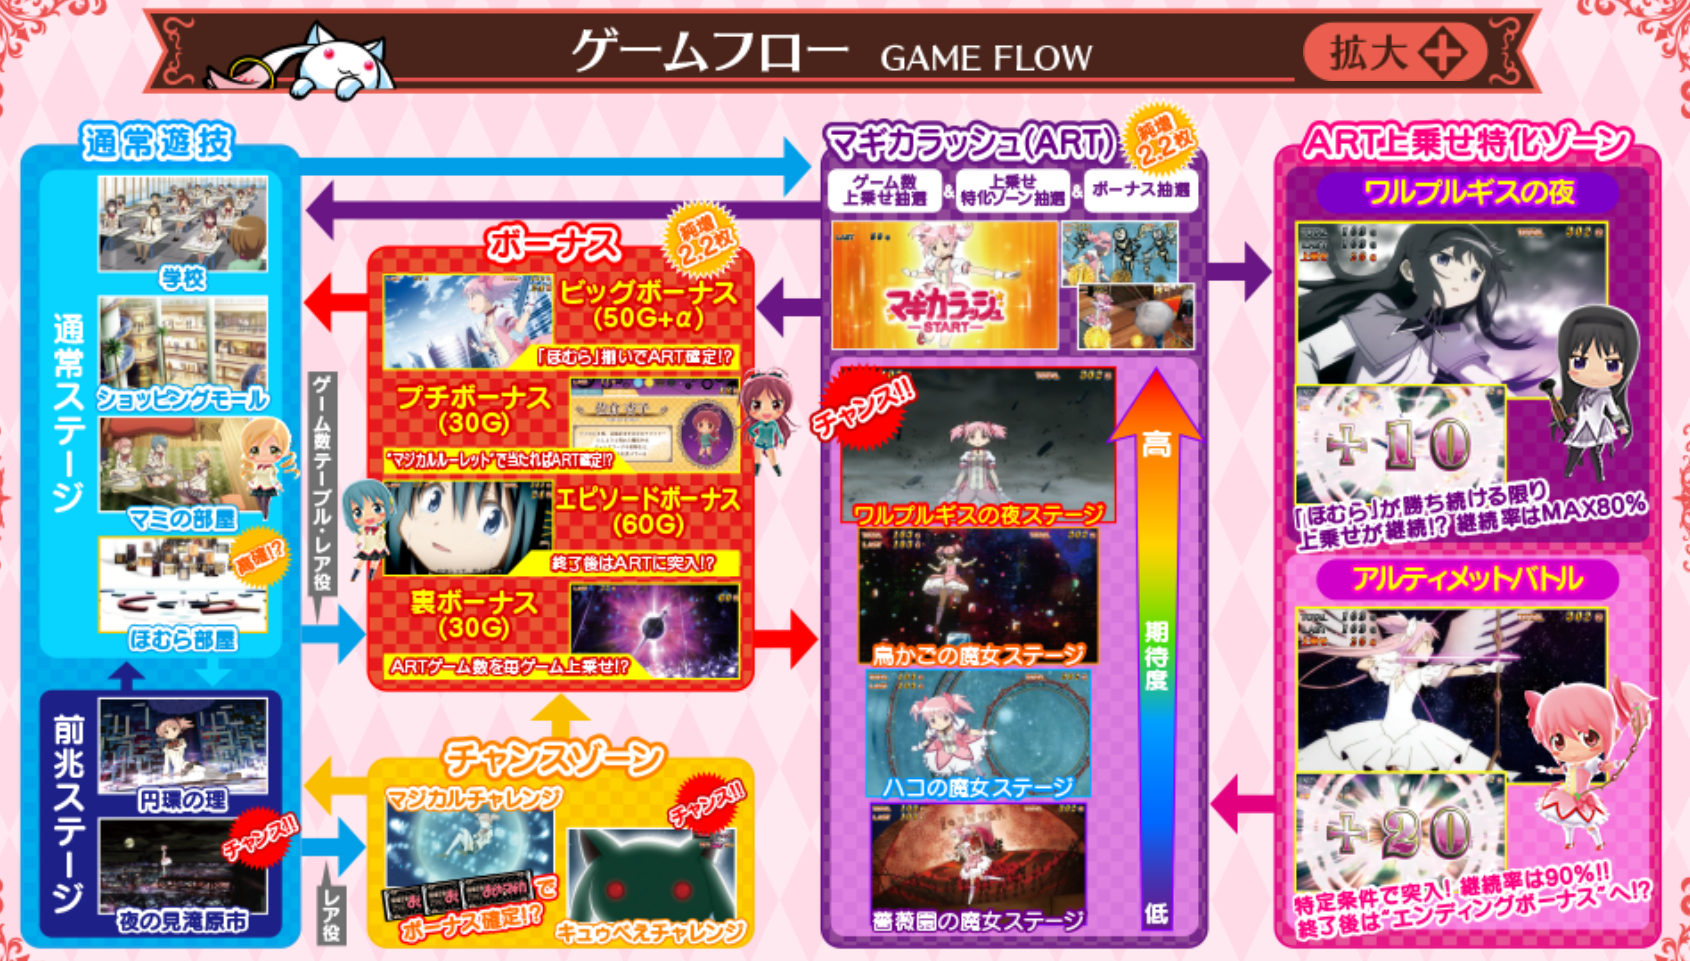 ゲームフロー GAME FLOW
拡大
通常遊技
通常ステージ
学校
ショッピングモール
マミの部屋
高確!?
ほむら部屋
前兆ステージ
円環の理
チャンス!!
夜の見滝原市
ゲーム数テーブル・レア役
レア役
ボーナス
純増
2.2枚
ビッグボーナス
(50G+α)
「ほむら」揃いでART確定!?
プチボーナス
(30G)
佐倉 杏子
"マジカルルーレット"で当たればART確定!?
エピソードボーナス
(60G)
終了後はARTに突入!?
裏ボーナス
(30G)
ARTゲーム数を毎ゲーム上乗せ!?
チャンスゾーン
マジカルチャレンジ
で
ボーナス確定!?
チャンス!!
キュゥべえチャレンジ
マギカラッシュ(ART)
純増
2.2枚
ゲーム数
上乗せ抽選
&
上乗せ
特化ゾーン抽選
&
ボーナス抽選
マギカラッシュ
START
チャンス!!
ワルプルギスの夜ステージ
鳥かごの魔女ステージ
ハコの魔女ステージ
薔薇園の魔女ステージ
高
期待度
低
ART上乗せ特化ゾーン
ワルプルギスの夜
+10
「ほむら」が勝ち続ける限り
上乗せが継続!? 継続率はMAX80%
アルティメットバトル
+20
特定条件で突入! 継続率は90%!!
終了後は"エンディングボーナス"へ!?